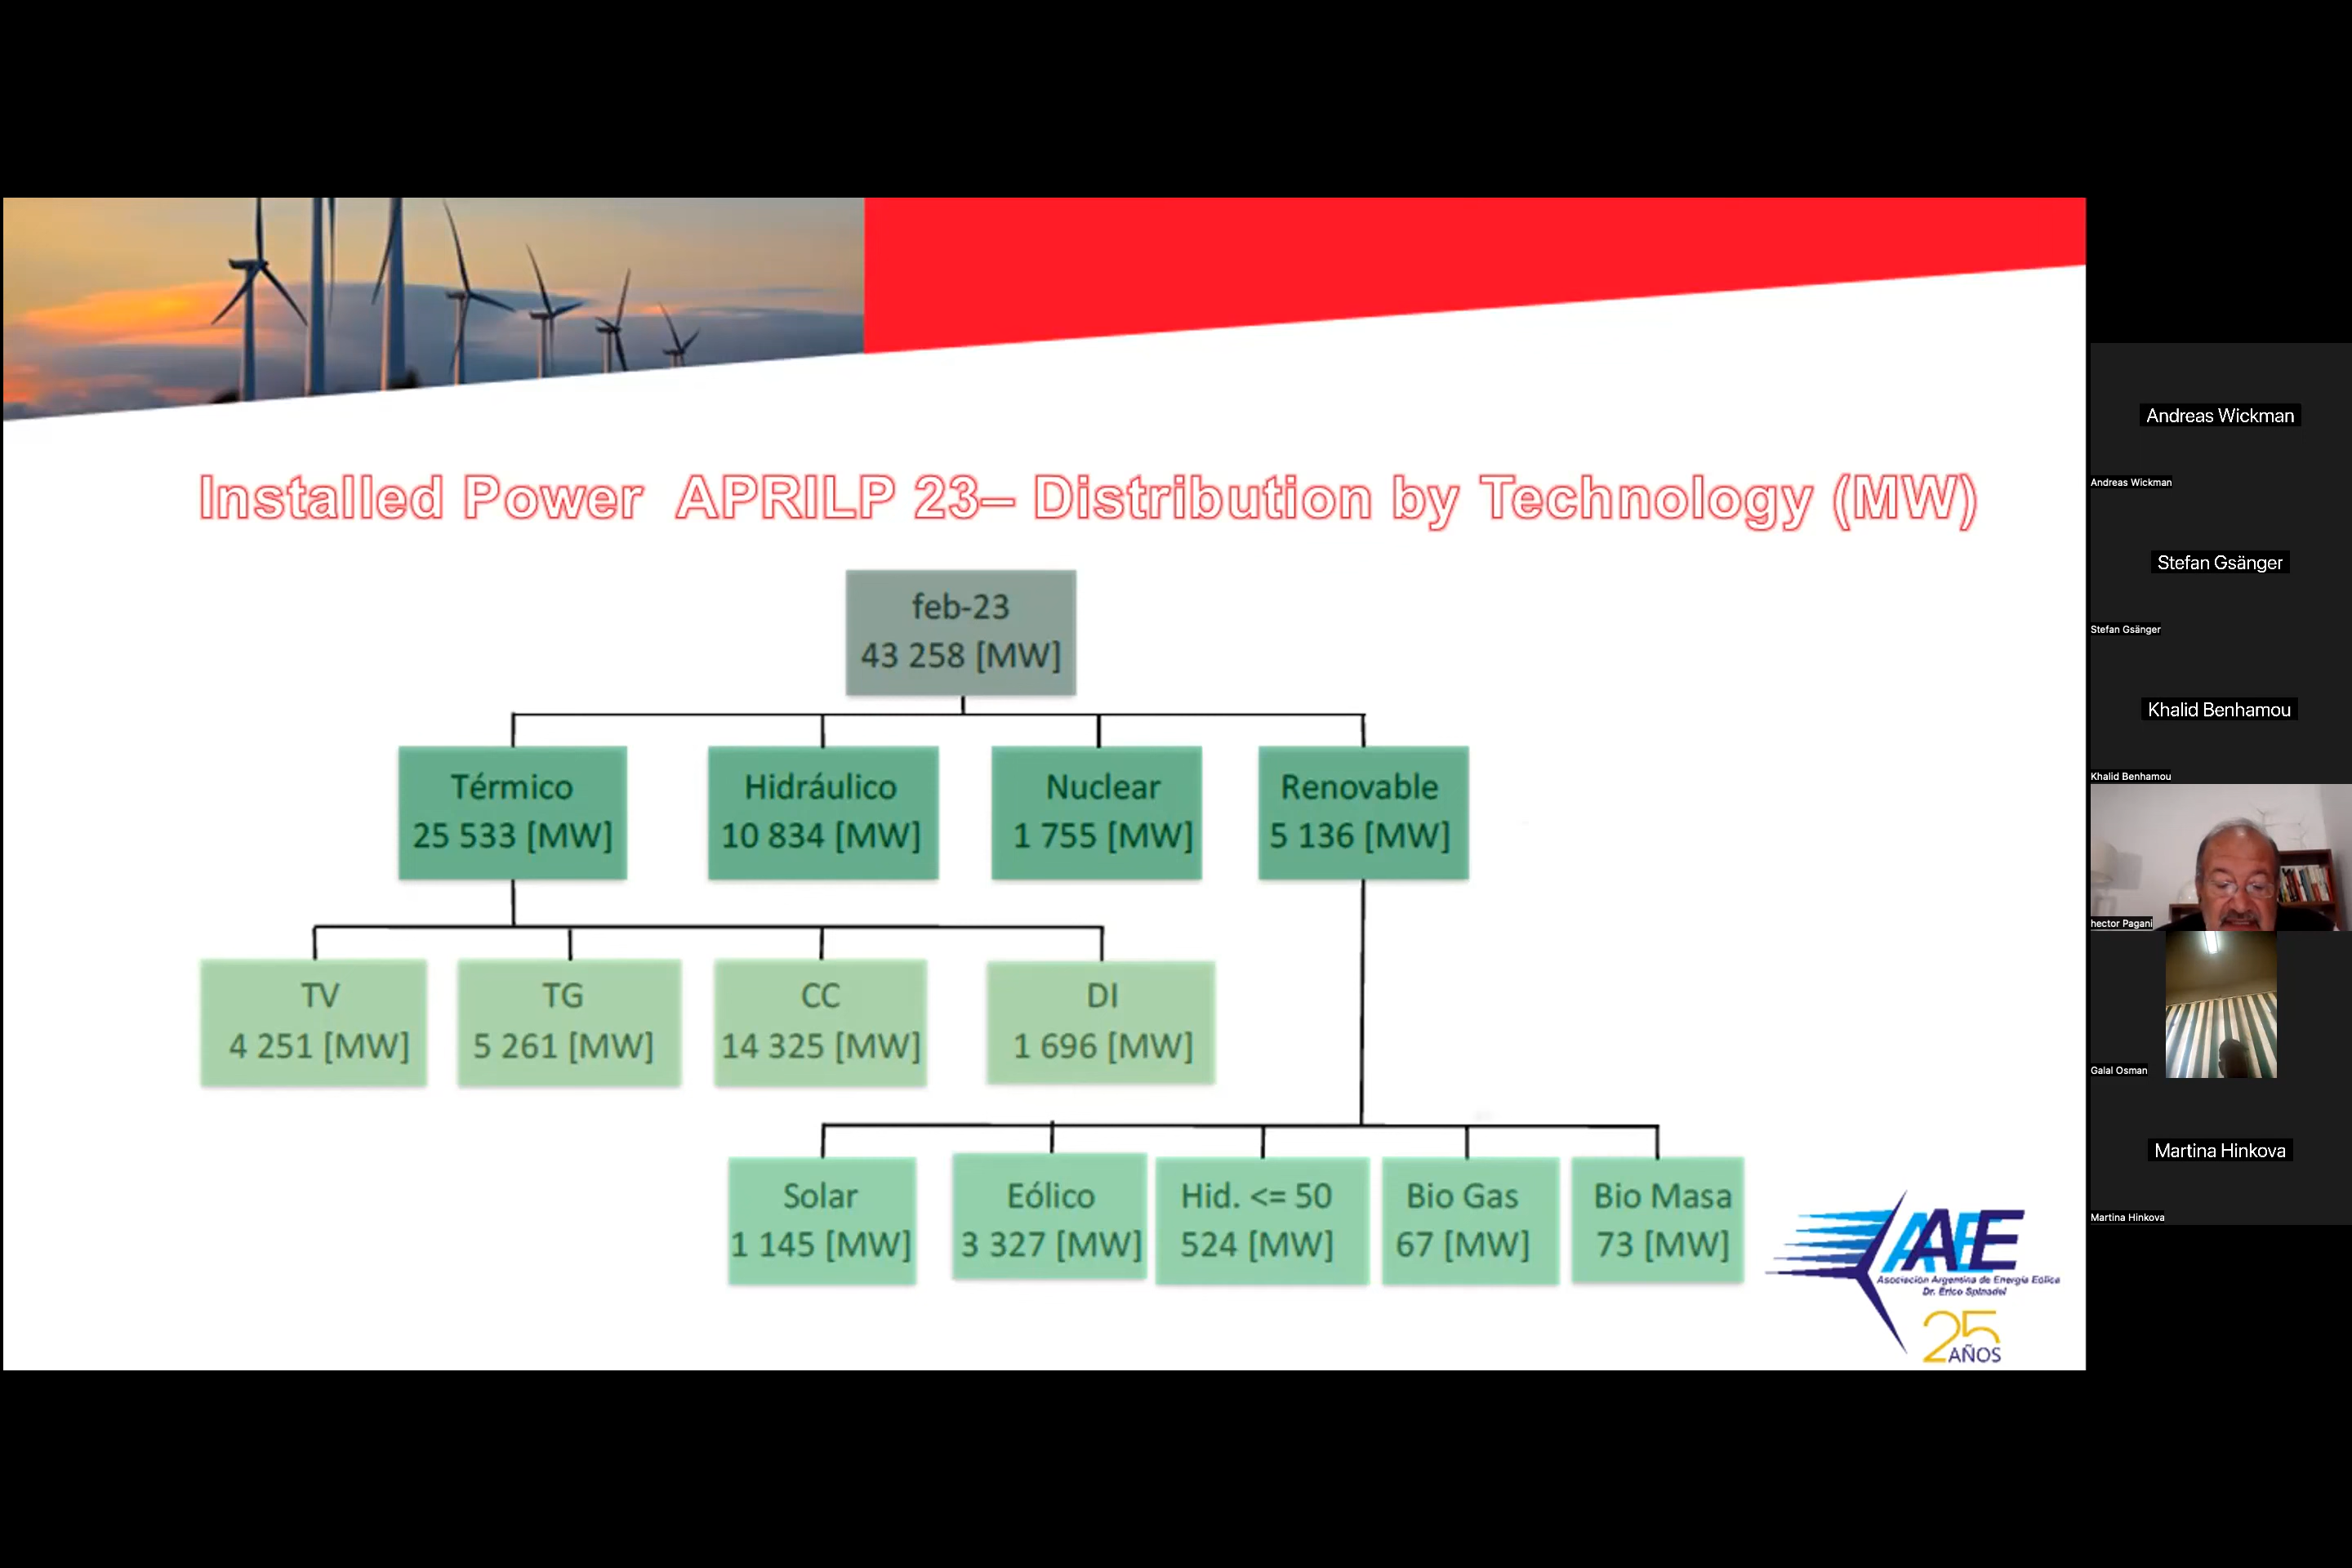 Installed Power APRILP 23– Distribution by Technology (MW)
feb-23
43 258 [MW]
Térmico
25 533 [MW]
Hidráulico
10 834 [MW]
Nuclear
1 755 [MW]
Renovable
5 136 [MW]
TV
4 251 [MW]
TG
5 261 [MW]
CC
14 325 [MW]
DI
1 696 [MW]
Solar
1 145 [MW]
Eólico
3 327 [MW]
Hid. <= 50
524 [MW]
Bio Gas
67 [MW]
Bio Masa
73 [MW]
AAEE
Asociación Argentina de Energía Eólica
Dr. Erico Spinadel
25
AÑOS
Andreas Wickman
Andreas Wickman
Stefan Gsänger
Stefan Gsänger
Khalid Benhamou
Khalid Benhamou
hector Pagani
Galal Osman
Martina Hinkova
Martina Hinkova